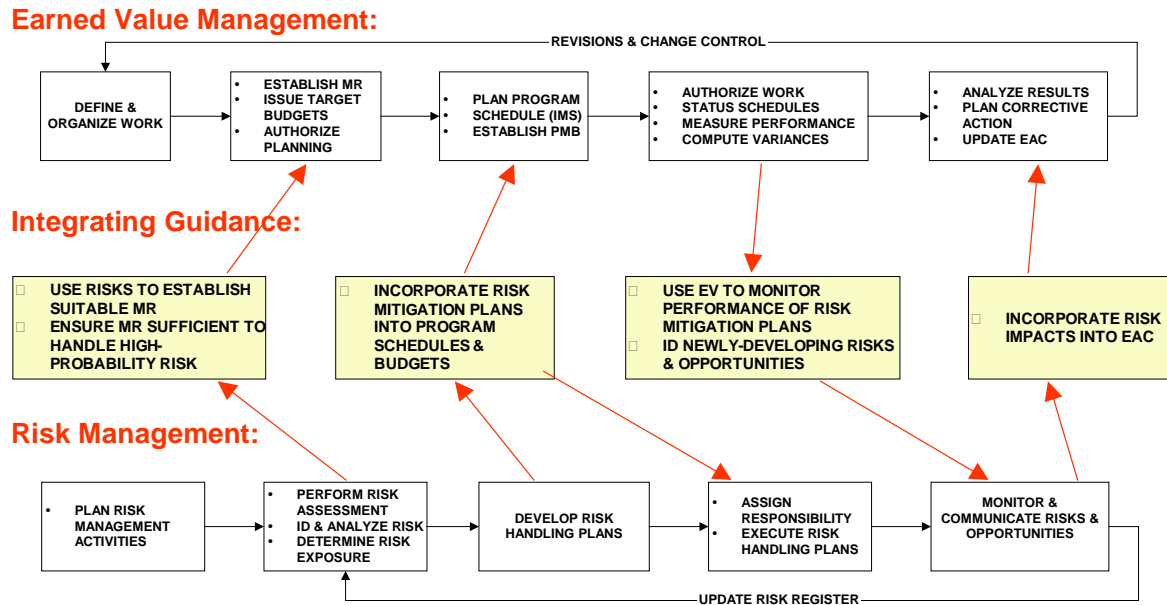 Earned Value Management:
REVISIONS & CHANGE CONTROL
DEFINE &
ORGANIZE WORK
• ESTABLISH MR
• ISSUE TARGET
BUDGETS
• AUTHORIZE
PLANNING
• PLAN PROGRAM
• SCHEDULE (IMS)
• ESTABLISH PMB
• AUTHORIZE WORK
• STATUS SCHEDULES
• MEASURE PERFORMANCE
• COMPUTE VARIANCES
• ANALYZE RESULTS
• PLAN CORRECTIVE
ACTION
• UPDATE EAC
Integrating Guidance:
USE RISKS TO ESTABLISH
SUITABLE MR
ENSURE MR SUFFICIENT TO
HANDLE HIGH-
PROBABILITY RISK
INCORPORATE RISK
MITIGATION PLANS
INTO PROGRAM
SCHEDULES &
BUDGETS
USE EV TO MONITOR
PERFORMANCE OF RISK
MITIGATION PLANS
ID NEWLY-DEVELOPING RISKS
& OPPORTUNITIES
INCORPORATE RISK
IMPACTS INTO EAC
Risk Management:
• PLAN RISK
MANAGEMENT
ACTIVITIES
• PERFORM RISK
ASSESSMENT
• ID & ANALYZE RISK
• DETERMINE RISK
EXPOSURE
DEVELOP RISK
HANDLING PLANS
• ASSIGN
RESPONSIBILITY
• EXECUTE RISK
HANDLING PLANS
MONITOR &
COMMUNICATE RISKS &
OPPORTUNITIES
UPDATE RISK REGISTER